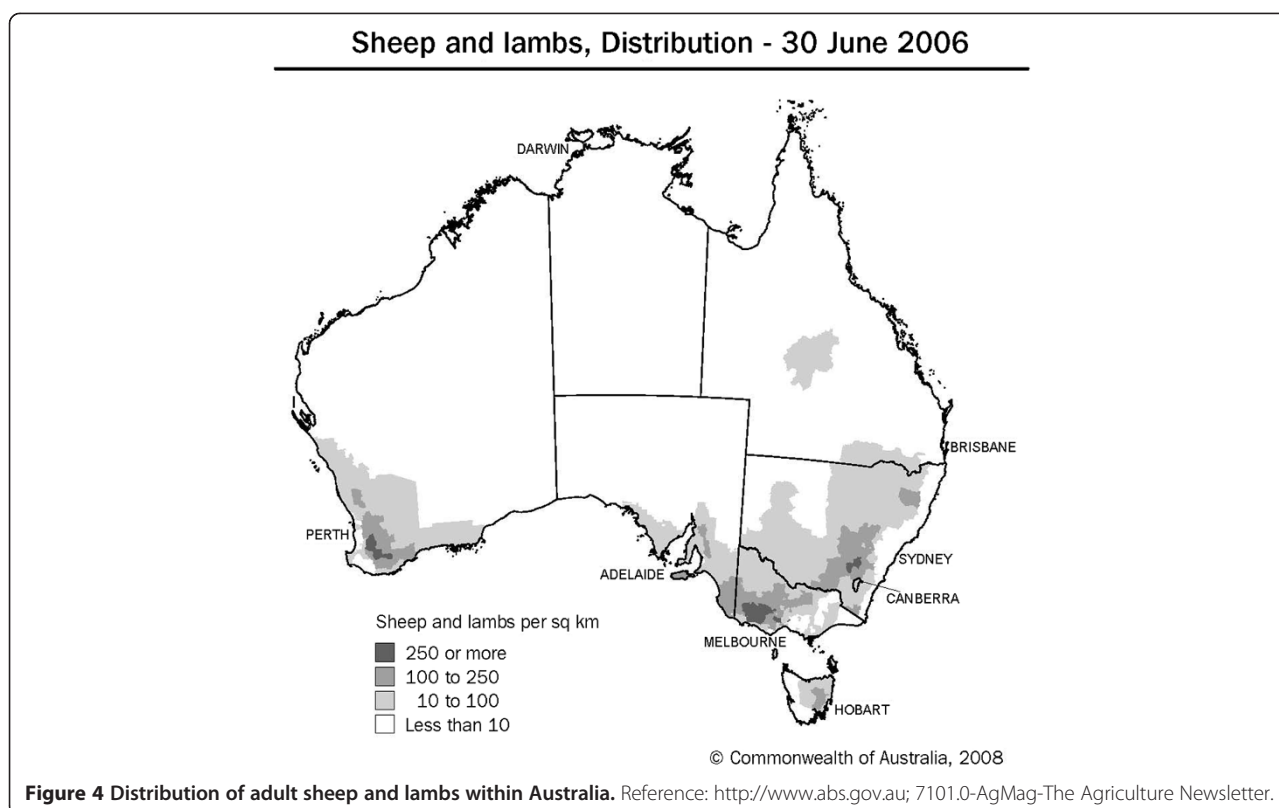 Sheep and lambs, Distribution - 30 June 2006
DARWIN
BRISBANE
PERTH
SYDNEY
ADELAIDE
CANBERRA
Sheep and lambs per sq km
MELBOURNE
250 or more
100 to 250
10 to 100
Less than 10
HOBART
© Commonwealth of Australia, 2008
Figure 4 Distribution of adult sheep and lambs within Australia. Reference: http://www.abs.gov.au; 7101.0-AgMag-The Agriculture Newsletter.